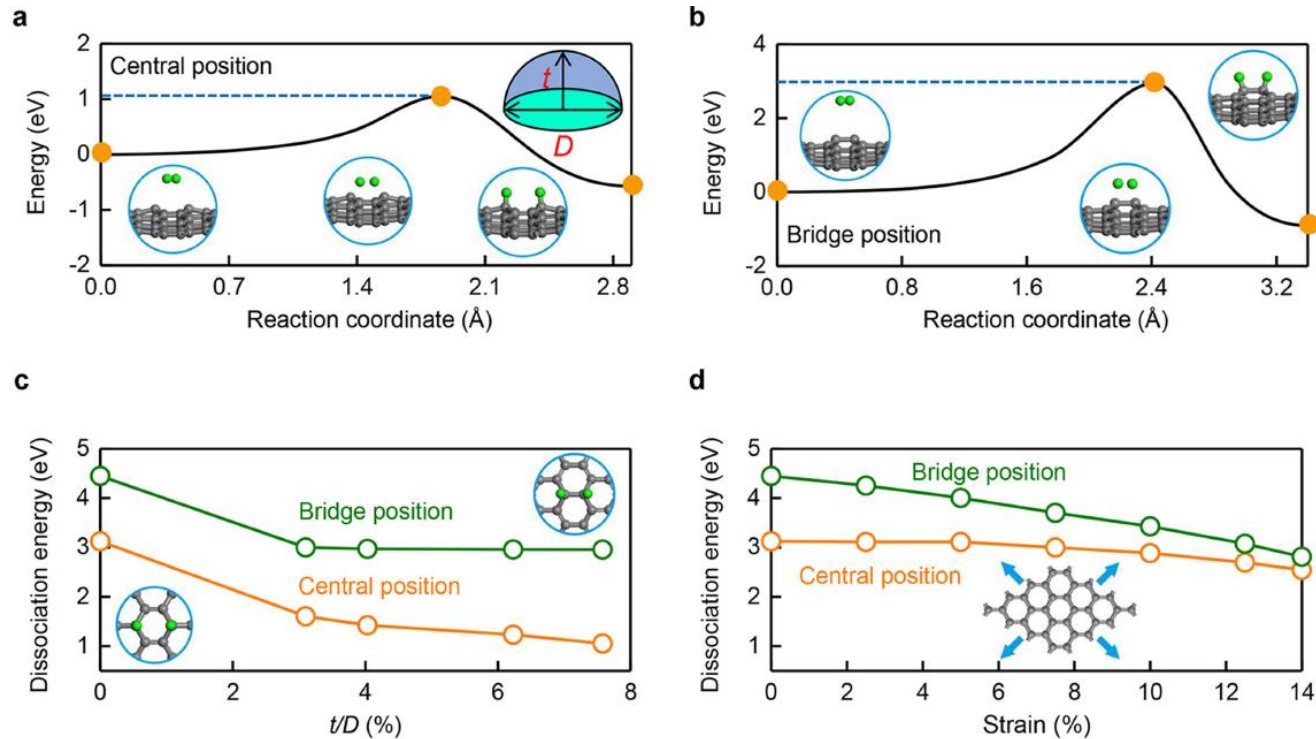 a
Energy (eV)
2
1
0
-1
-2
Central position
t
D
0.0 0.7 1.4 2.1 2.8
Reaction coordinate (Å)
b
Energy (eV)
4
2
0
-2
Bridge position
0.0 0.8 1.6 2.4 3.2
Reaction coordinate (Å)
c
Dissociation energy (eV)
5
4
3
2
1
Bridge position
Central position
0 2 4 6 8
t/D (%)
d
Dissociation energy (eV)
5
4
3
2
1
Bridge position
Central position
0 2 4 6 8 10 12 14
Strain (%)